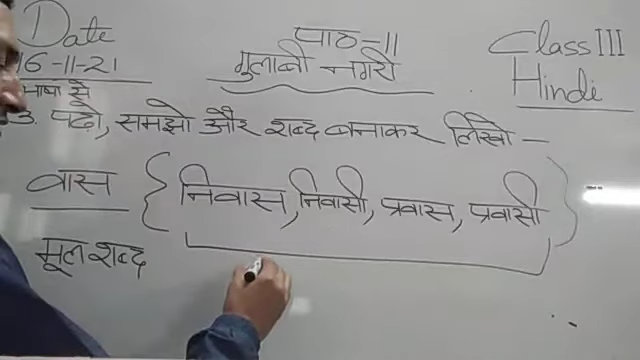 Date
16-11-21
पाठ-11
गुलाबी नगरी
Class III
Hindi
भाषा से
3. पढ़ो, समझो और शब्द बनाकर लिखो -
वास { निवास, निवासी, प्रवास, प्रवासी }
मूल शब्द